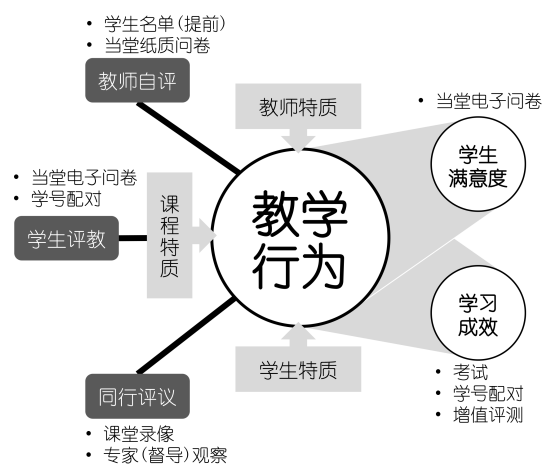 • 学生名单(提前)
• 当堂纸质问卷
教师自评
教师特质
• 当堂电子问卷
学生
满意度
• 当堂电子问卷
• 学号配对
学生评教
课
程
特
质
教学
行为
学习
成效
学生特质
• 考试
• 学号配对
• 增值评测
同行评议
• 课堂录像
• 专家(督导)观察